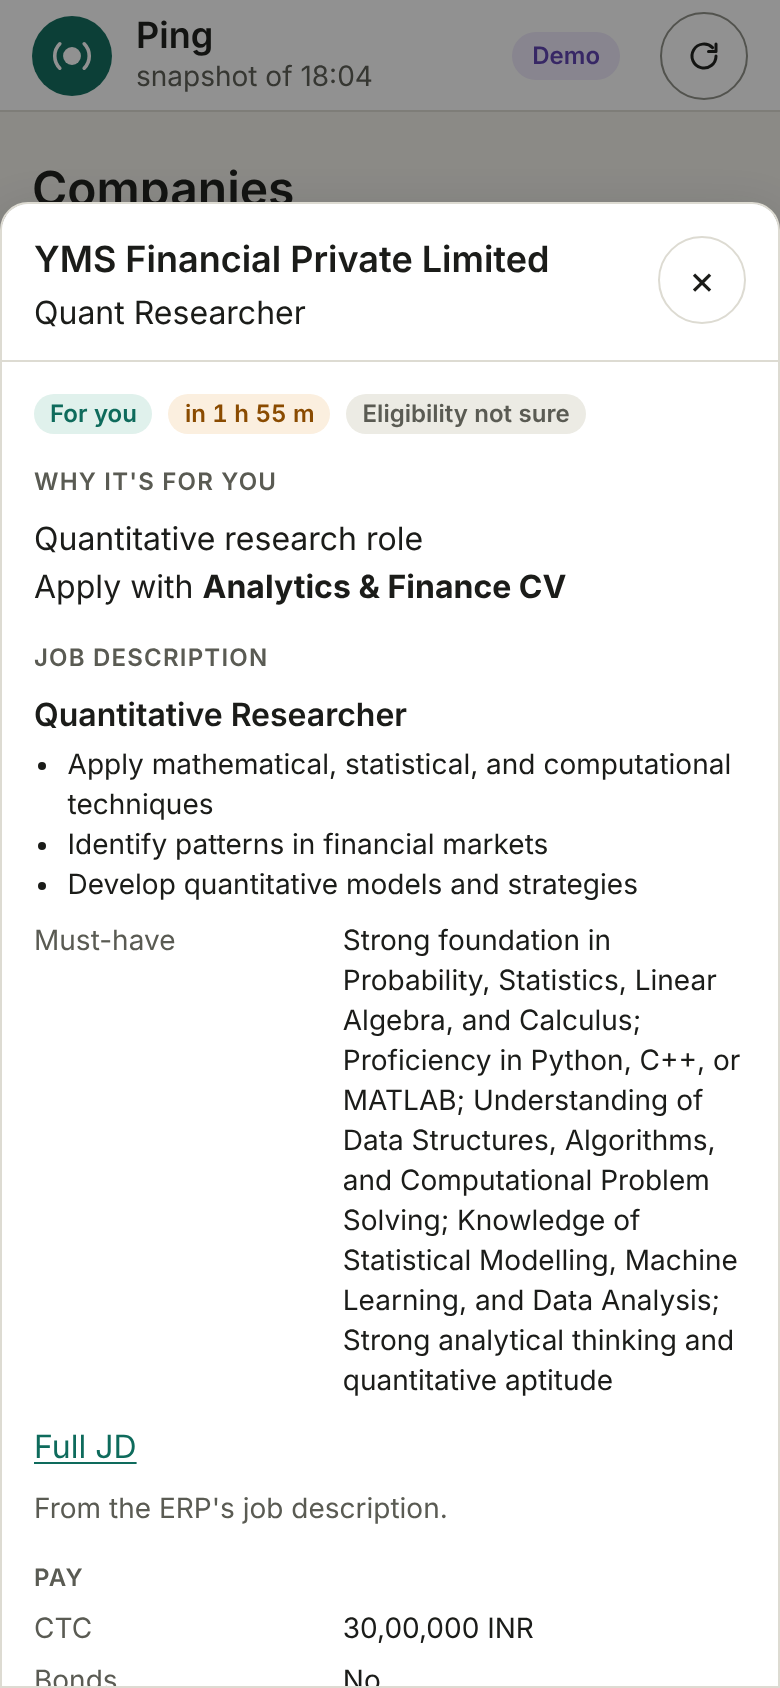 Ping
snapshot of 18:04
Demo
Companies
YMS Financial Private Limited
Quant Researcher
For you
in 1 h 55 m
Eligibility not sure
WHY IT'S FOR YOU
Quantitative research role
Apply with Analytics & Finance CV
JOB DESCRIPTION
Quantitative Researcher
• Apply mathematical, statistical, and computational
techniques
• Identify patterns in financial markets
• Develop quantitative models and strategies
Must-have
Strong foundation in
Probability, Statistics, Linear
Algebra, and Calculus;
Proficiency in Python, C++, or
MATLAB; Understanding of
Data Structures, Algorithms,
and Computational Problem
Solving; Knowledge of
Statistical Modelling, Machine
Learning, and Data Analysis;
Strong analytical thinking and
quantitative aptitude
Full JD
From the ERP's job description.
PAY
CTC
30,00,000 INR
Bonds
No